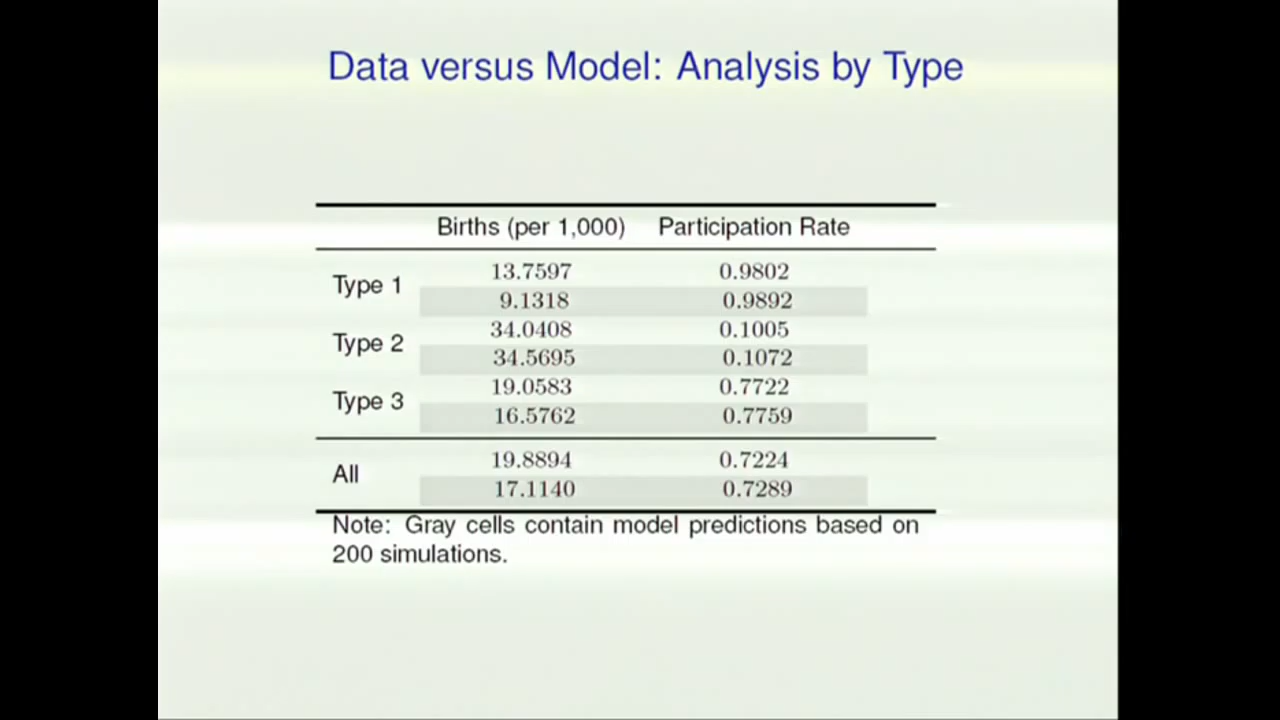 Data versus Model: Analysis by Type
Births (per 1,000) Participation Rate
Type 1
13.7597 0.9802
9.1318 0.9892
Type 2
34.0408 0.1005
34.5695 0.1072
Type 3
19.0583 0.7722
16.5762 0.7759
All
19.8894 0.7224
17.1140 0.7289
Note: Gray cells contain model predictions based on
200 simulations.